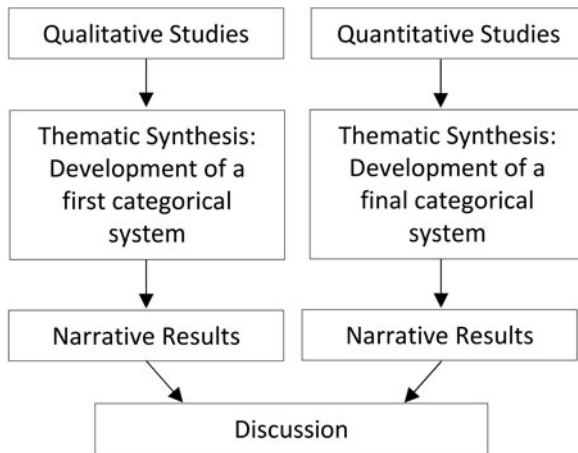 Qualitative Studies
Quantitative Studies
Thematic Synthesis:
Development of a
first categorical
system
Thematic Synthesis:
Development of a
final categorical
system
Narrative Results
Narrative Results
Discussion